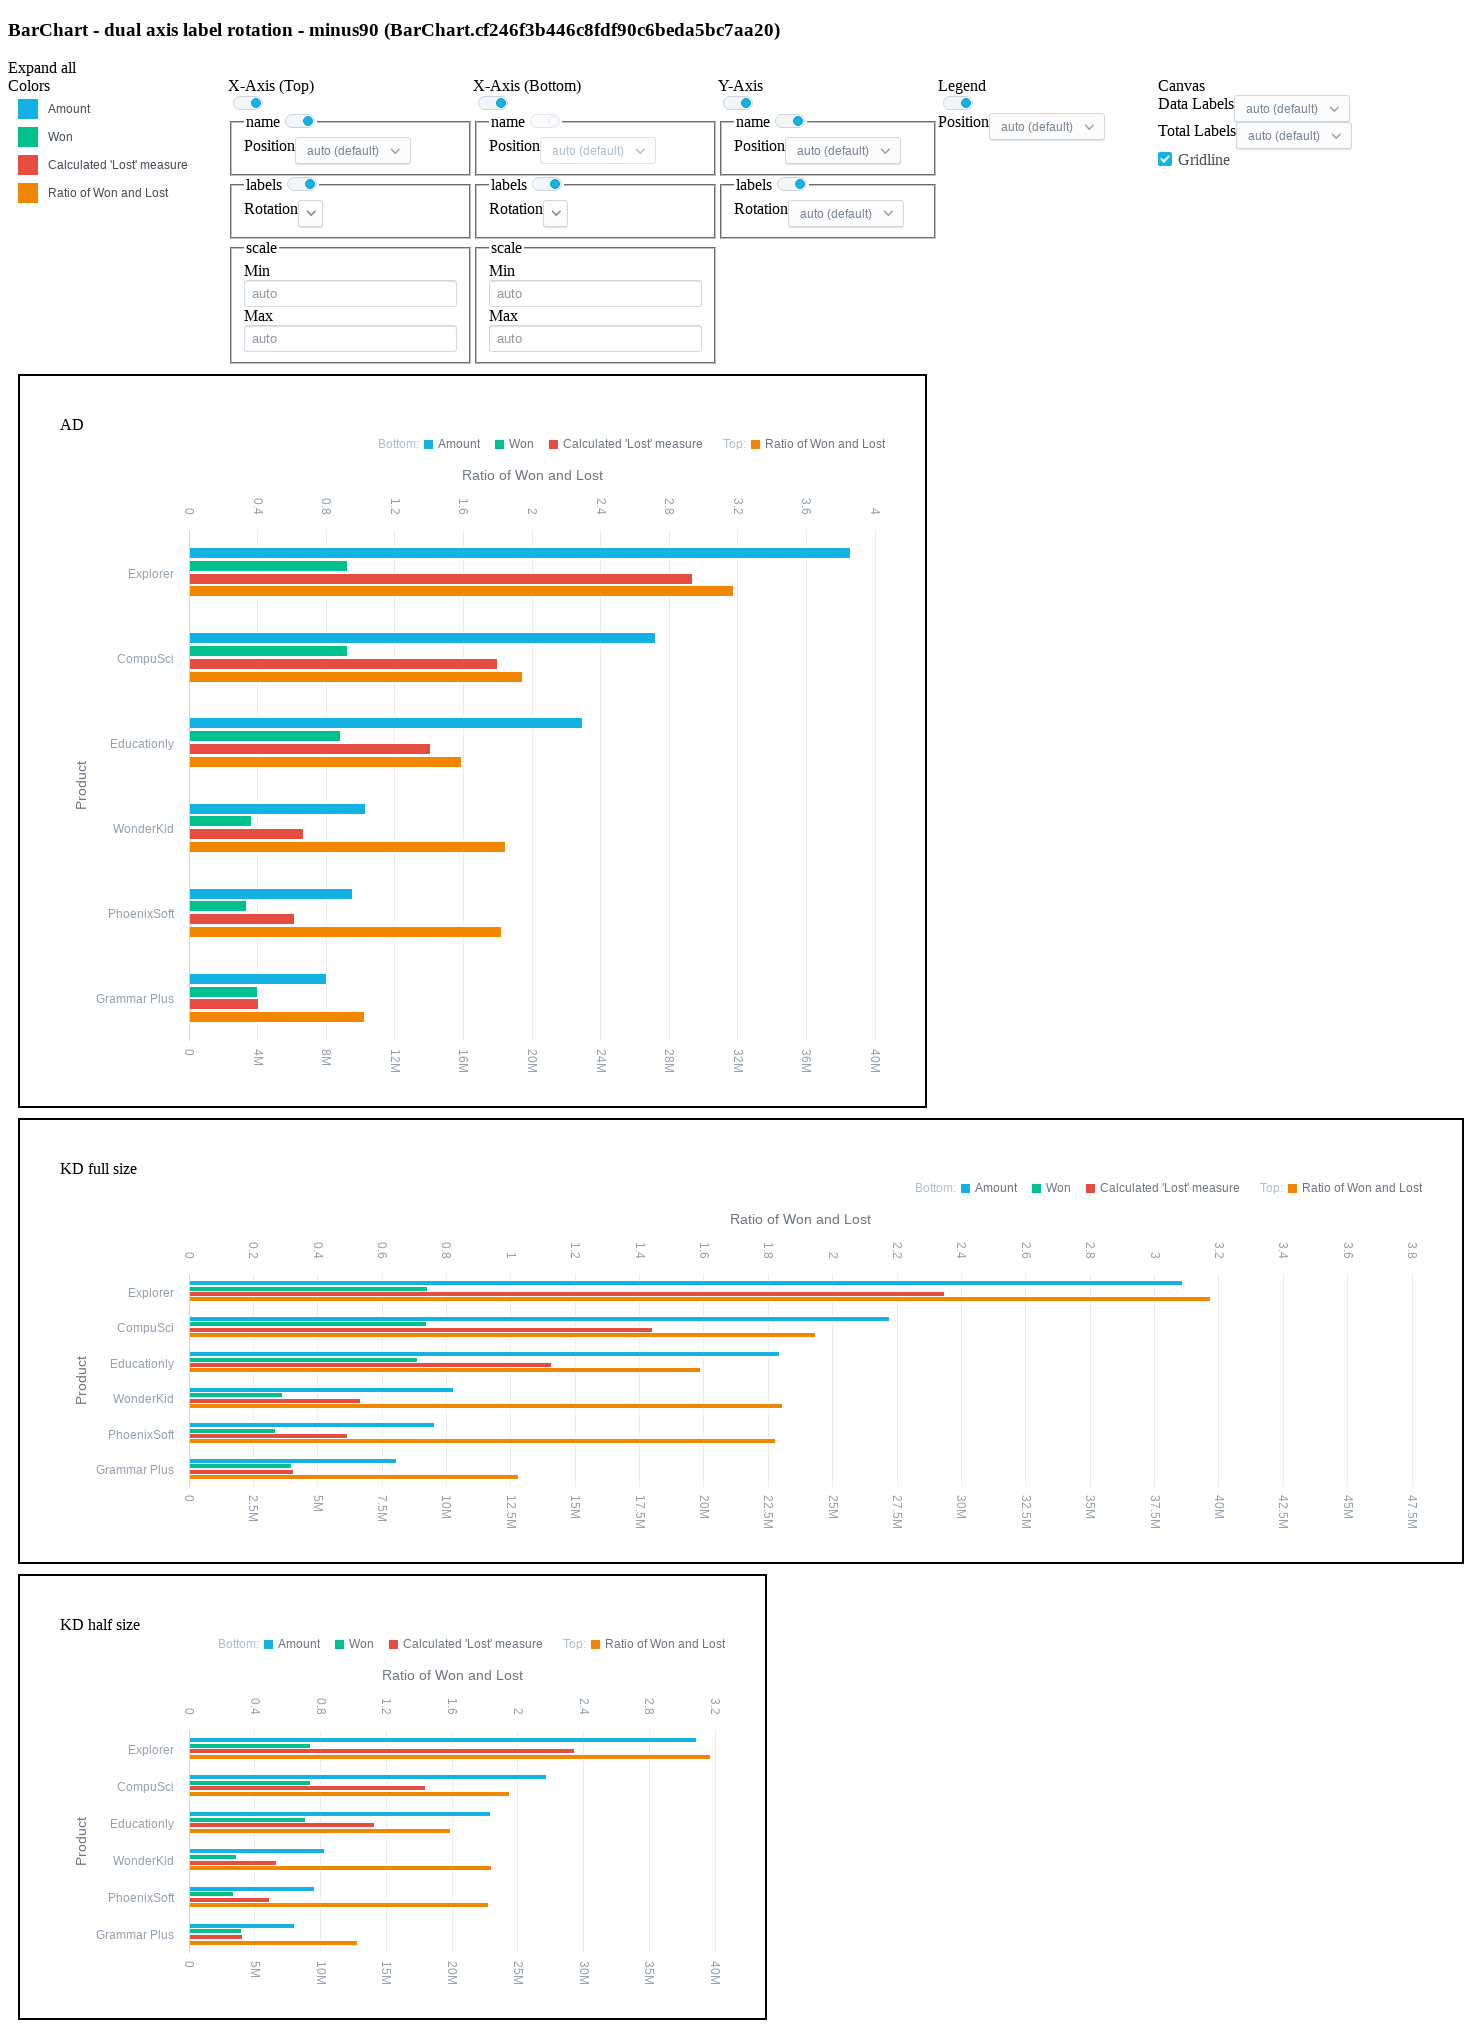 BarChart - dual axis label rotation - minus90 (BarChart.cf246f3b446c8fdf90c6beda5bc7aa20)
Expand all
Colors
Amount
Won
Calculated 'Lost' measure
Ratio of Won and Lost
X-Axis (Top)
name
Position auto (default)
labels
Rotation
scale
Min
auto
Max
auto
X-Axis (Bottom)
name
Position auto (default)
labels
Rotation
scale
Min
auto
Max
auto
Y-Axis
name
Position auto (default)
labels
Rotation auto (default)
Legend
Position auto (default)
Canvas
Data Labels auto (default)
Total Labels auto (default)
Gridline
AD
Bottom: Amount Won Calculated 'Lost' measure Top: Ratio of Won and Lost
Ratio of Won and Lost
0 0.4 0.8 1.2 1.6 2 2.4 2.8 3.2 3.6 4
Explorer
CompuSci
Educationly
Product
WonderKid
PhoenixSoft
Grammar Plus
0 4M 8M 12M 16M 20M 24M 28M 32M 36M 40M
KD full size
Bottom: Amount Won Calculated 'Lost' measure Top: Ratio of Won and Lost
Ratio of Won and Lost
0 0.2 0.4 0.6 0.8 1 1.2 1.4 1.6 1.8 2 2.2 2.4 2.6 2.8 3 3.2 3.4 3.6 3.8
Explorer
CompuSci
Educationly
Product
WonderKid
PhoenixSoft
Grammar Plus
0 2.5M 5M 7.5M 10M 12.5M 15M 17.5M 20M 22.5M 25M 27.5M 30M 32.5M 35M 37.5M 40M 42.5M 45M 47.5M
KD half size
Bottom: Amount Won Calculated 'Lost' measure Top: Ratio of Won and Lost
Ratio of Won and Lost
0 0.4 0.8 1.2 1.6 2 2.4 2.8 3.2
Explorer
CompuSci
Educationly
Product
WonderKid
PhoenixSoft
Grammar Plus
0 5M 10M 15M 20M 25M 30M 35M 40M